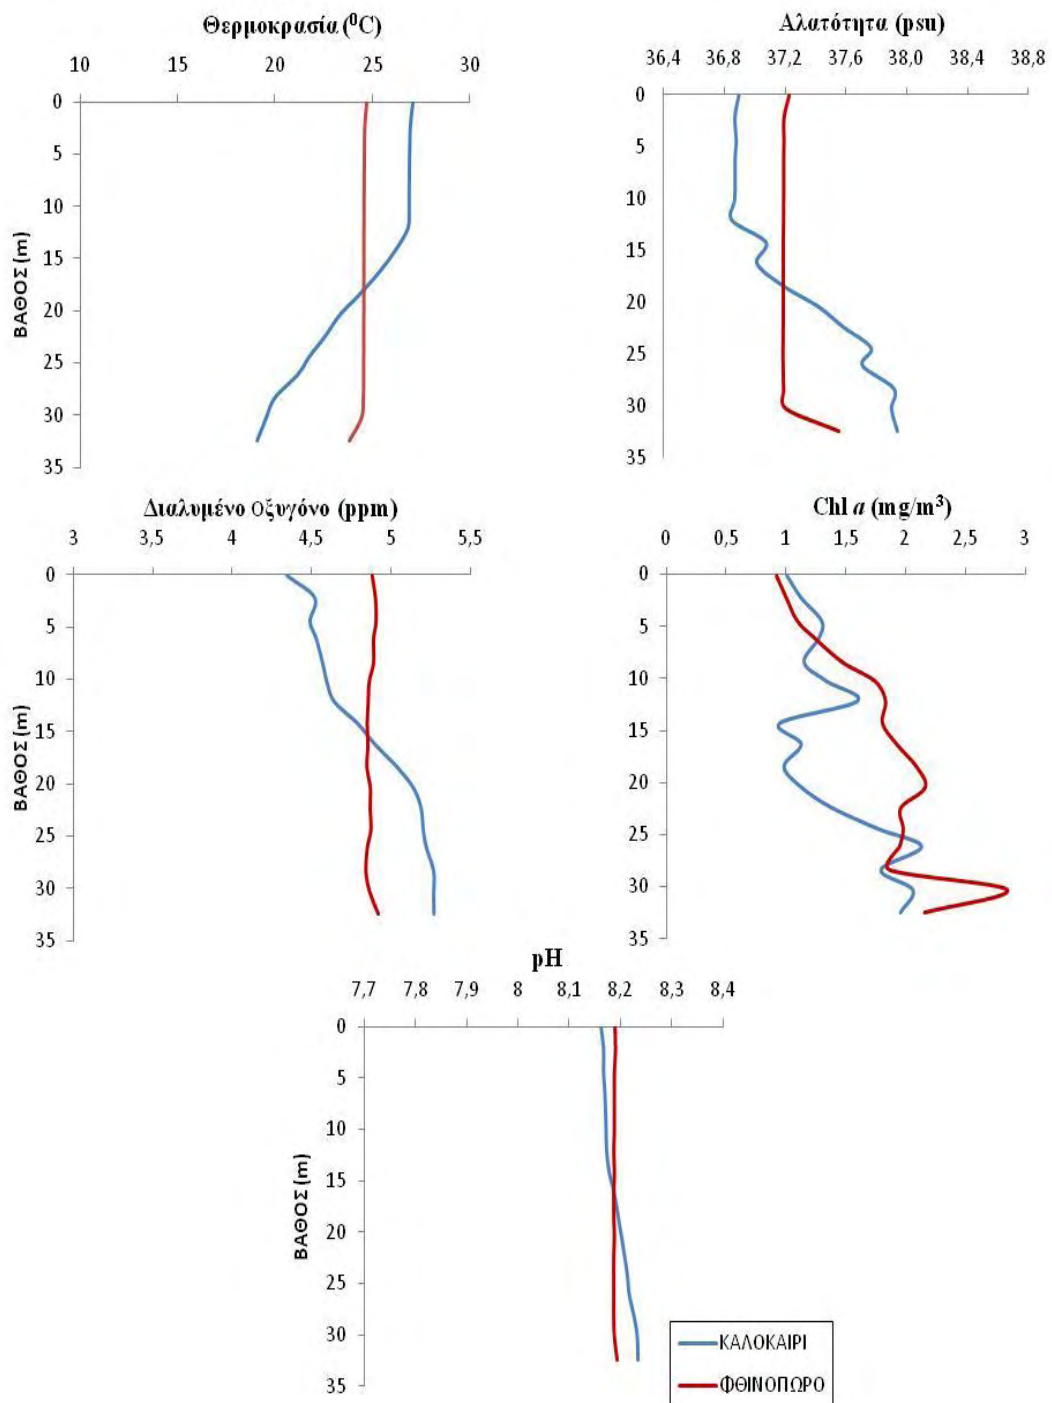 Θερμοκρασία (⁰C)
10 15 20 25 30
0
5
10
15
20
25
30
35
ΒΑΘΟΣ (m)
Αλατότητα (psu)
36,4 36,8 37,2 37,6 38,0 38,4 38,8
0
5
10
15
20
25
30
35
Διαλυμένο οξυγόνο (ppm)
3 3,5 4 4,5 5 5,5
0
5
10
15
20
25
30
35
ΒΑΘΟΣ (m)
Chl a (mg/m³)
0 0,5 1 1,5 2 2,5 3
0
5
10
15
20
25
30
35
pH
7,7 7,8 7,9 8 8,1 8,2 8,3 8,4
0
5
10
15
20
25
30
35
ΒΑΘΟΣ (m)
ΚΑΛΟΚΑΙΡΙ
ΦΘΙΝΟΠΩΡΟ